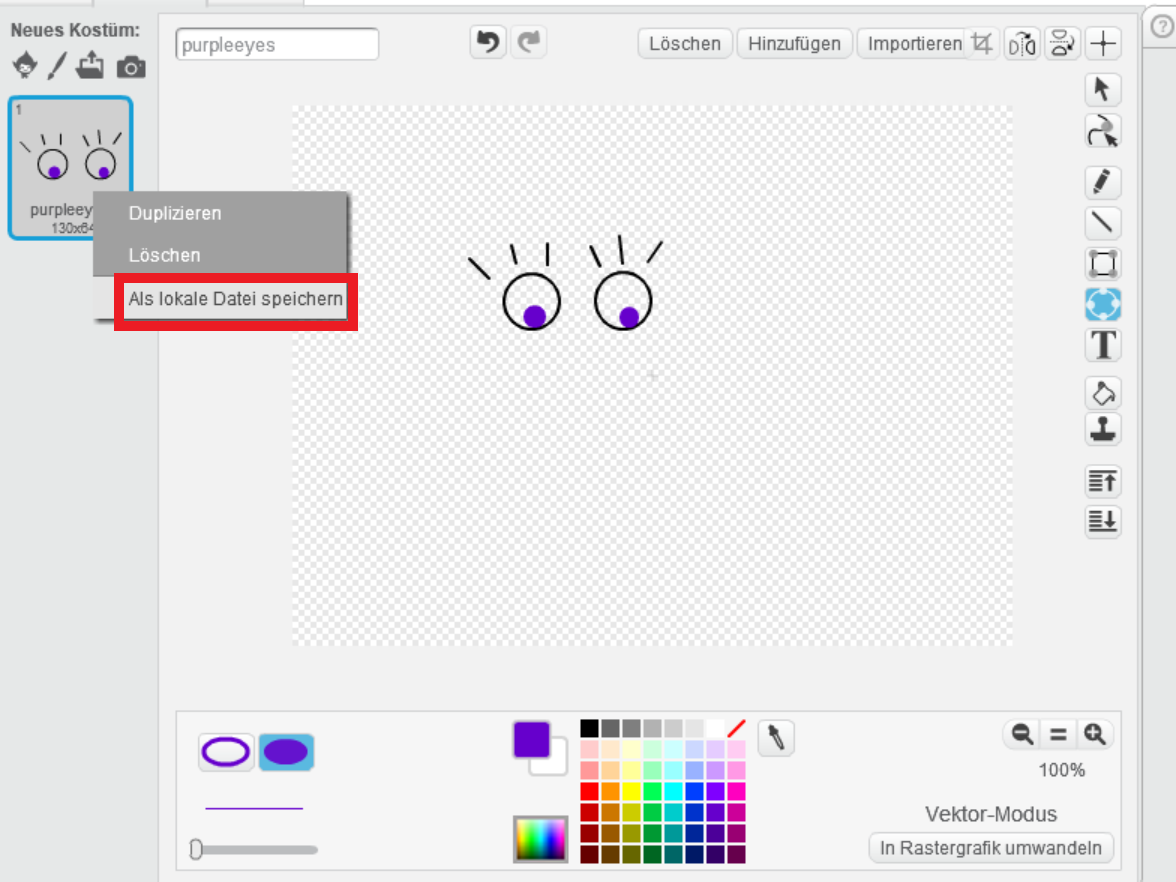 Neues Kostüm:
purpleeyes
Löschen
Hinzufügen
Importieren
?
1
130x64
Duplizieren
Löschen
Als lokale Datei speichern
T
100%
Vektor-Modus
In Rastergrafik umwandeln